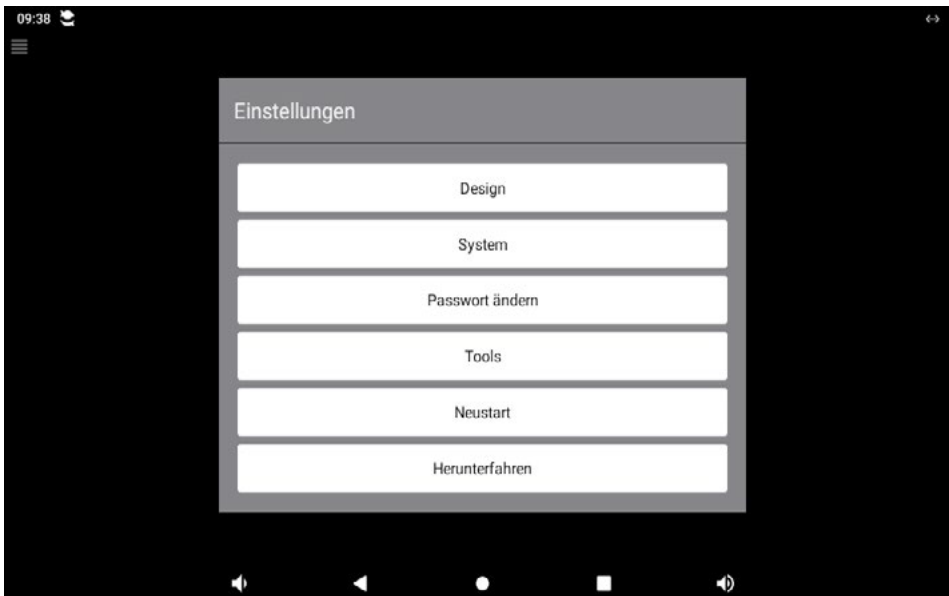 09:38
Einstellungen
Design
System
Passwort ändern
Tools
Neustart
Herunterfahren